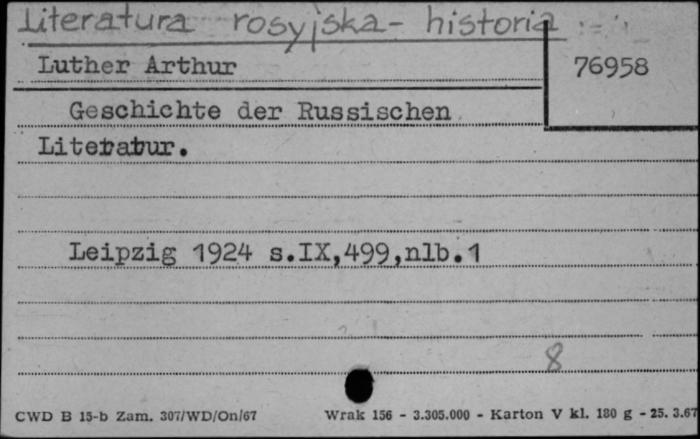 Literatura rosyjska - historia
Luther Arthur
76958
Geschichte der Russischen
Literatur.
Leipzig 1924 s.IX,499,nlb.1
8
CWD B 15-b Zam. 307/WD/On/67 Wrak 156 - 3.305.000 - Karton V kl. 180 g - 25. 3.67